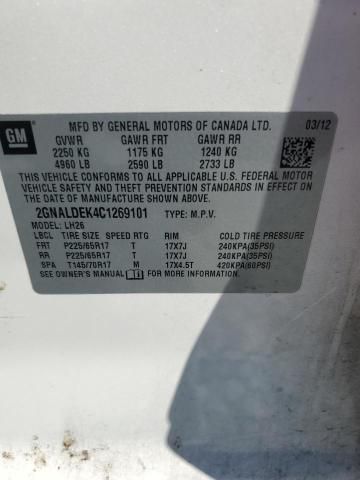 GM
MFD BY GENERAL MOTORS OF CANADA LTD. 03/12
GVWR GAWR FRT GAWR RR
2250 KG 1175 KG 1240 KG
4960 LB 2590 LB 2733 LB
THIS VEHICLE CONFORMS TO ALL APPLICABLE U.S. FEDERAL MOTOR
VEHICLE SAFETY AND THEFT PREVENTION STANDARDS IN EFFECT ON
THE DATE OF MANUFACTURE SHOWN ABOVE.
2GNALDEK4C1269101 TYPE: M.P.V.
MODEL: LH26
LBCL TIRE SIZE SPEED RTG RIM COLD TIRE PRESSURE
FRT P225/65R17 T 17X7J 240KPA(35PSI)
RR P225/65R17 T 17X7J 240KPA(35PSI)
SPA T145/70R17 M 17X4.5T 420KPA(60PSI)
SEE OWNER'S MANUAL FOR ADDITIONAL INFORMATION.